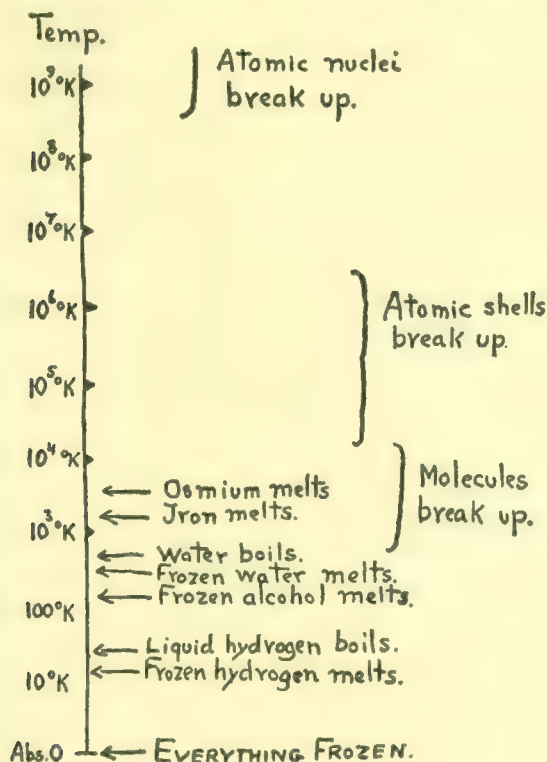 Temp.
Atomic nuclei
break up.
10⁹°K
10⁸°K
10⁷°K
10⁶°K
Atomic shells
break up.
10⁵°K
10⁴°K
Molecules
break up.
Osmium melts
Iron melts.
10³°K
Water boils.
Frozen water melts.
Frozen alcohol melts.
100°K
Liquid hydrogen boils.
Frozen hydrogen melts.
10°K
Abs.0
EVERYTHING FROZEN.